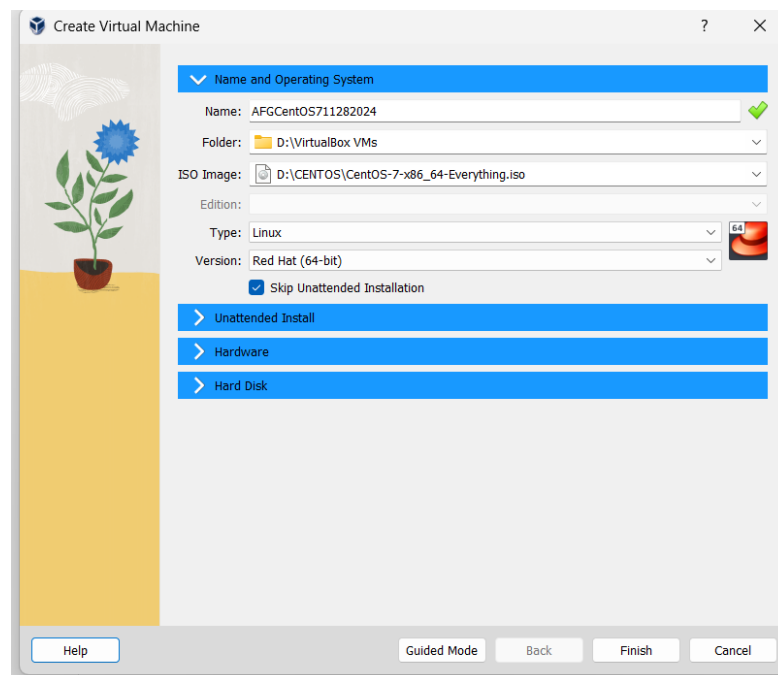 Create Virtual Machine ? X
Name and Operating System
Name: AFGCentOS711282024
Folder: D:\VirtualBox VMs
ISO Image: D:\CENTOS\CentOS-7-x86_64-Everything.iso
Edition:
Type: Linux 64
Version: Red Hat (64-bit)
Skip Unattended Installation
Unattended Install
Hardware
Hard Disk
Help Guided Mode Back Finish Cancel